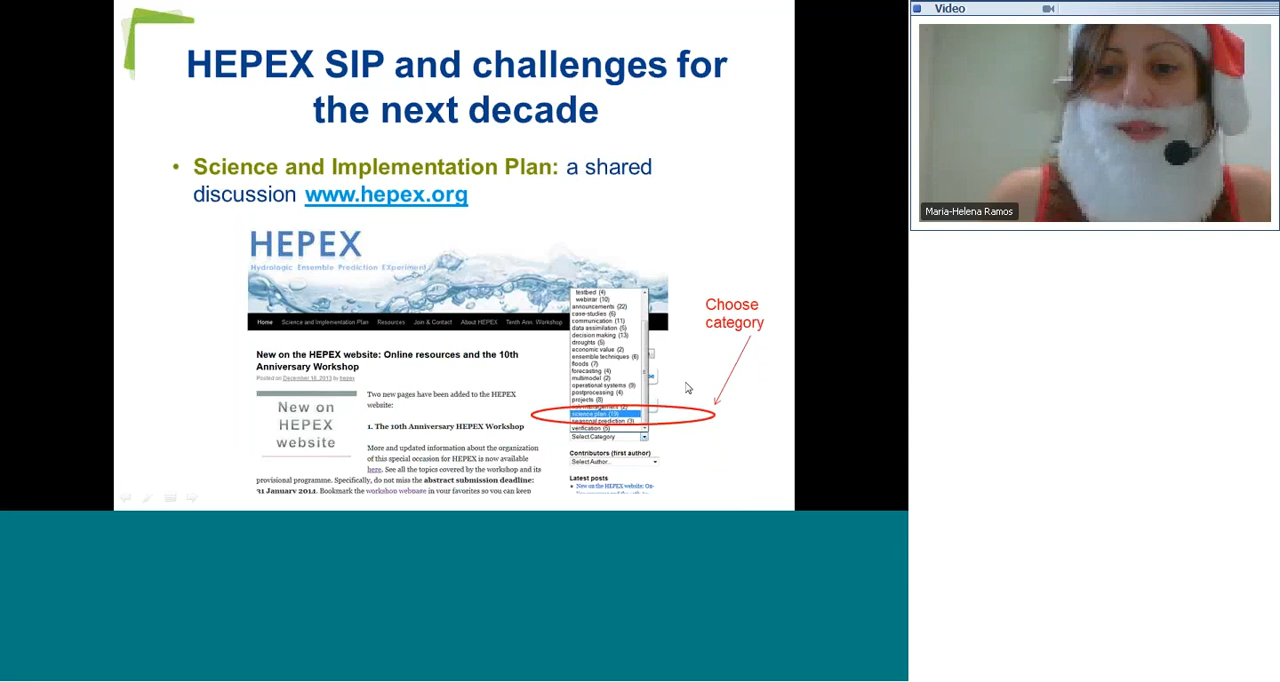 HEPEX SIP and challenges for
the next decade
• Science and Implementation Plan: a shared
discussion www.hepex.org
HEPEX
Hydrologic Ensemble Prediction EXperiment
Home Science and Implementation Plan Resources Join & Contact About HEPEX Tenth Ann. Workshop
New on the HEPEX website: Online resources and the 10th
Anniversary Workshop
Posted on December 16, 2013 by hepex
New on
HEPEX
website
Two new pages have been added to the HEPEX
website:
1. The 10th Anniversary HEPEX Workshop
More and updated information about the organization
of this special occasion for HEPEX is now available
here. See all the topics covered by the workshop and its
provisional programme. Specifically, do not miss the abstract submission deadline:
31 January 2014. Bookmark the workshop webpage in your favorites so you can keep
testbed (4)
webinar (10)
announcements (22)
case-studies (6)
communication (11)
data assimilation (5)
decision making (13)
droughts (5)
economic value (2)
ensemble techniques (6)
floods (7)
forecasting (4)
multimodel (2)
operational systems (9)
postprocessing (4)
projects (8)
science plan (19)
seasonal prediction (3)
verification (5)
Select Category
Contributors (first author)
Select Author...
Latest posts
New on the HEPEX website: On-
Choose
category
Video
Maria-Helena Ramos